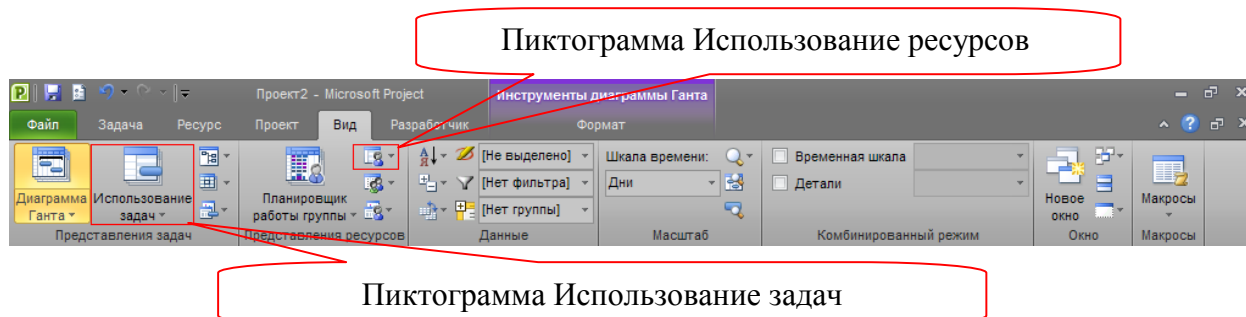 Пиктограмма Использование ресурсов
Проект2 - Microsoft Project
Инструменты диаграммы Ганта
Файл Задача Ресурс Проект Вид Разработчик Формат
[Не выделено] Шкала времени: Временная шкала
[Нет фильтра] Дни Детали
Диаграмма Использование Планировщик Новое Макросы
Ганта задач работы группы [Нет группы] окно
Представления задач Представления ресурсов Данные Масштаб Комбинированный режим Окно Макросы
Пиктограмма Использование задач